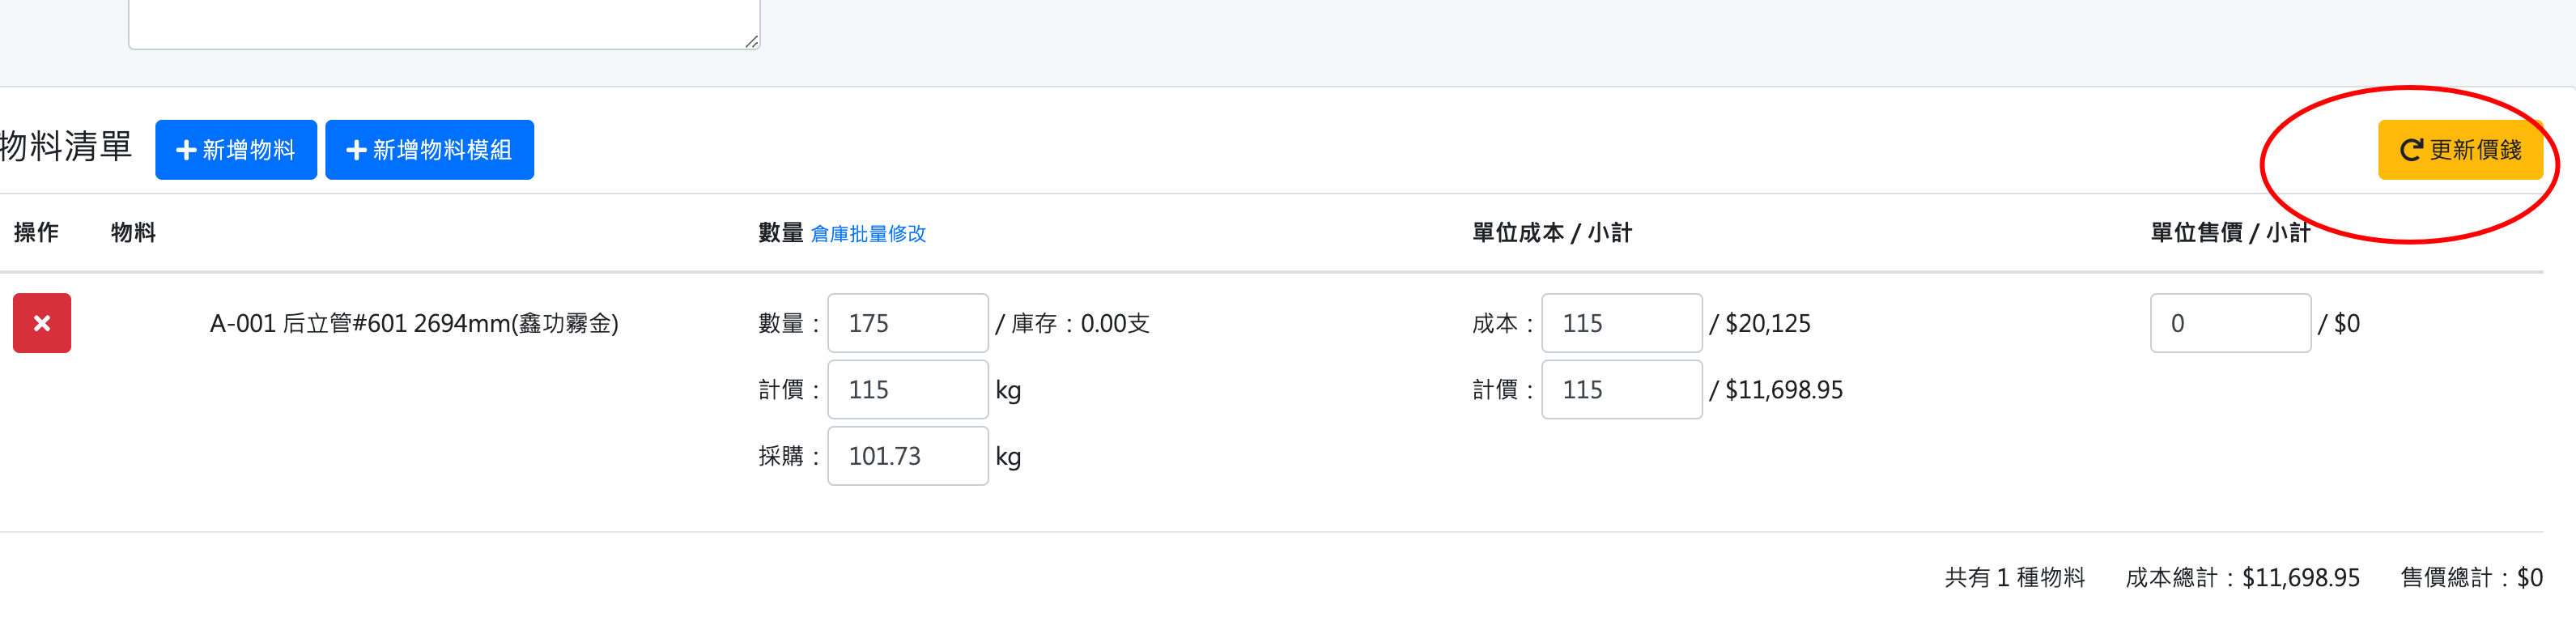 物料清單 新增物料 新增物料模組 更新價錢
操作 物料 數量 倉庫批量修改 單位成本 / 小計 單位售價 / 小計
A-001 后立管#601 2694mm(鑫功霧金) 數量：175 / 庫存：0.00支 成本：115 / $20,125 0 / $0
計價：115 kg 計價：115 / $11,698.95
採購：101.73 kg
共有 1 種物料 成本總計：$11,698.95 售價總計：$0